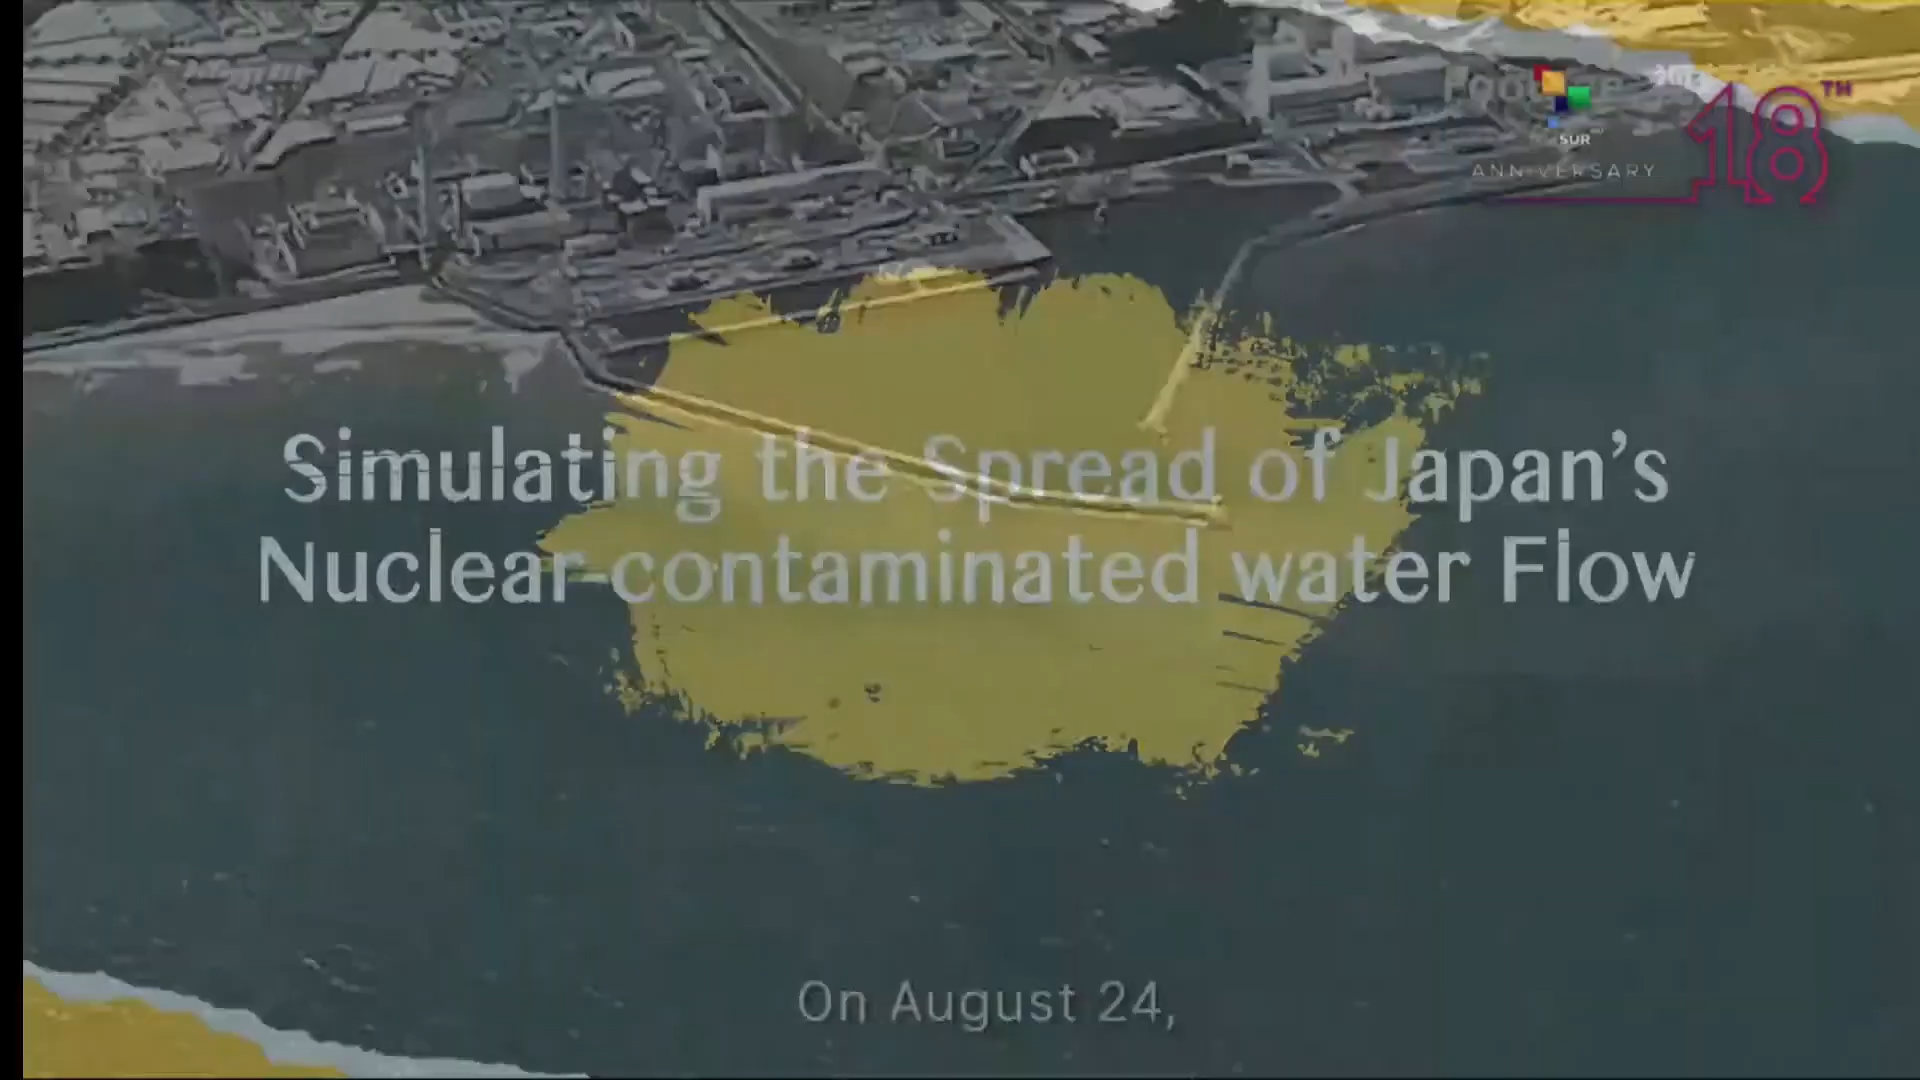 SUR
18TH
ANNIVERSARY
Simulating the Spread of Japan's
Nuclear-contaminated water Flow
On August 24,